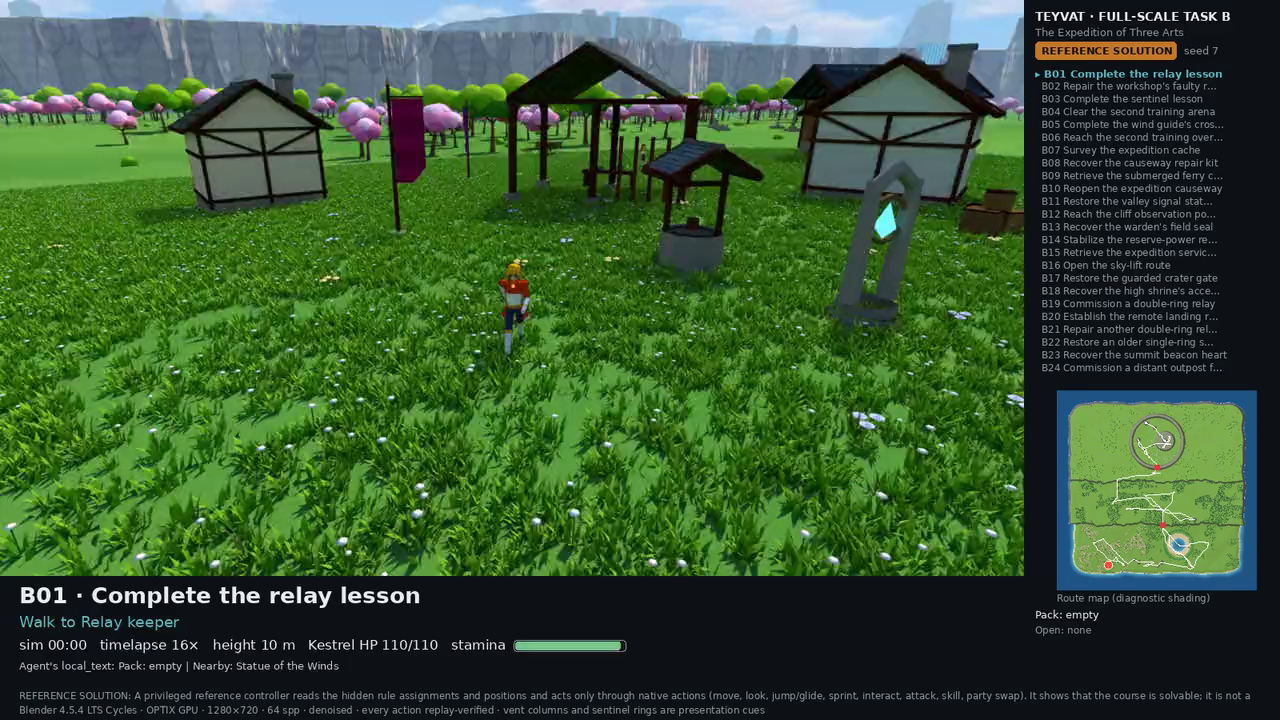 TEYVAT · FULL-SCALE TASK B
The Expedition of Three Arts
REFERENCE SOLUTION seed 7
▸ B01 Complete the relay lesson
B02 Repair the workshop's faulty r...
B03 Complete the sentinel lesson
B04 Clear the second training arena
B05 Complete the wind guide's cros...
B06 Reach the second training over...
B07 Survey the expedition cache
B08 Recover the causeway repair kit
B09 Retrieve the submerged ferry c...
B10 Reopen the expedition causeway
B11 Restore the valley signal stat...
B12 Reach the cliff observation po...
B13 Recover the warden's field seal
B14 Stabilize the reserve-power re...
B15 Retrieve the expedition servic...
B16 Open the sky-lift route
B17 Restore the guarded crater gate
B18 Recover the high shrine's acce...
B19 Commission a double-ring relay
B20 Establish the remote landing r...
B21 Repair another double-ring rel...
B22 Restore an older single-ring s...
B23 Recover the summit beacon heart
B24 Commission a distant outpost f...
Route map (diagnostic shading)
Pack: empty
Open: none
B01 · Complete the relay lesson
Walk to Relay keeper
sim 00:00 timelapse 16× height 10 m Kestrel HP 110/110 stamina
Agent's local_text: Pack: empty | Nearby: Statue of the Winds
REFERENCE SOLUTION: A privileged reference controller reads the hidden rule assignments and positions and acts only through native actions (move, look, jump/glide, sprint, interact, attack, skill, party swap). It shows that the course is solvable; it is not a
Blender 4.5.4 LTS Cycles · OPTIX GPU · 1280×720 · 64 spp · denoised · every action replay-verified · vent columns and sentinel rings are presentation cues